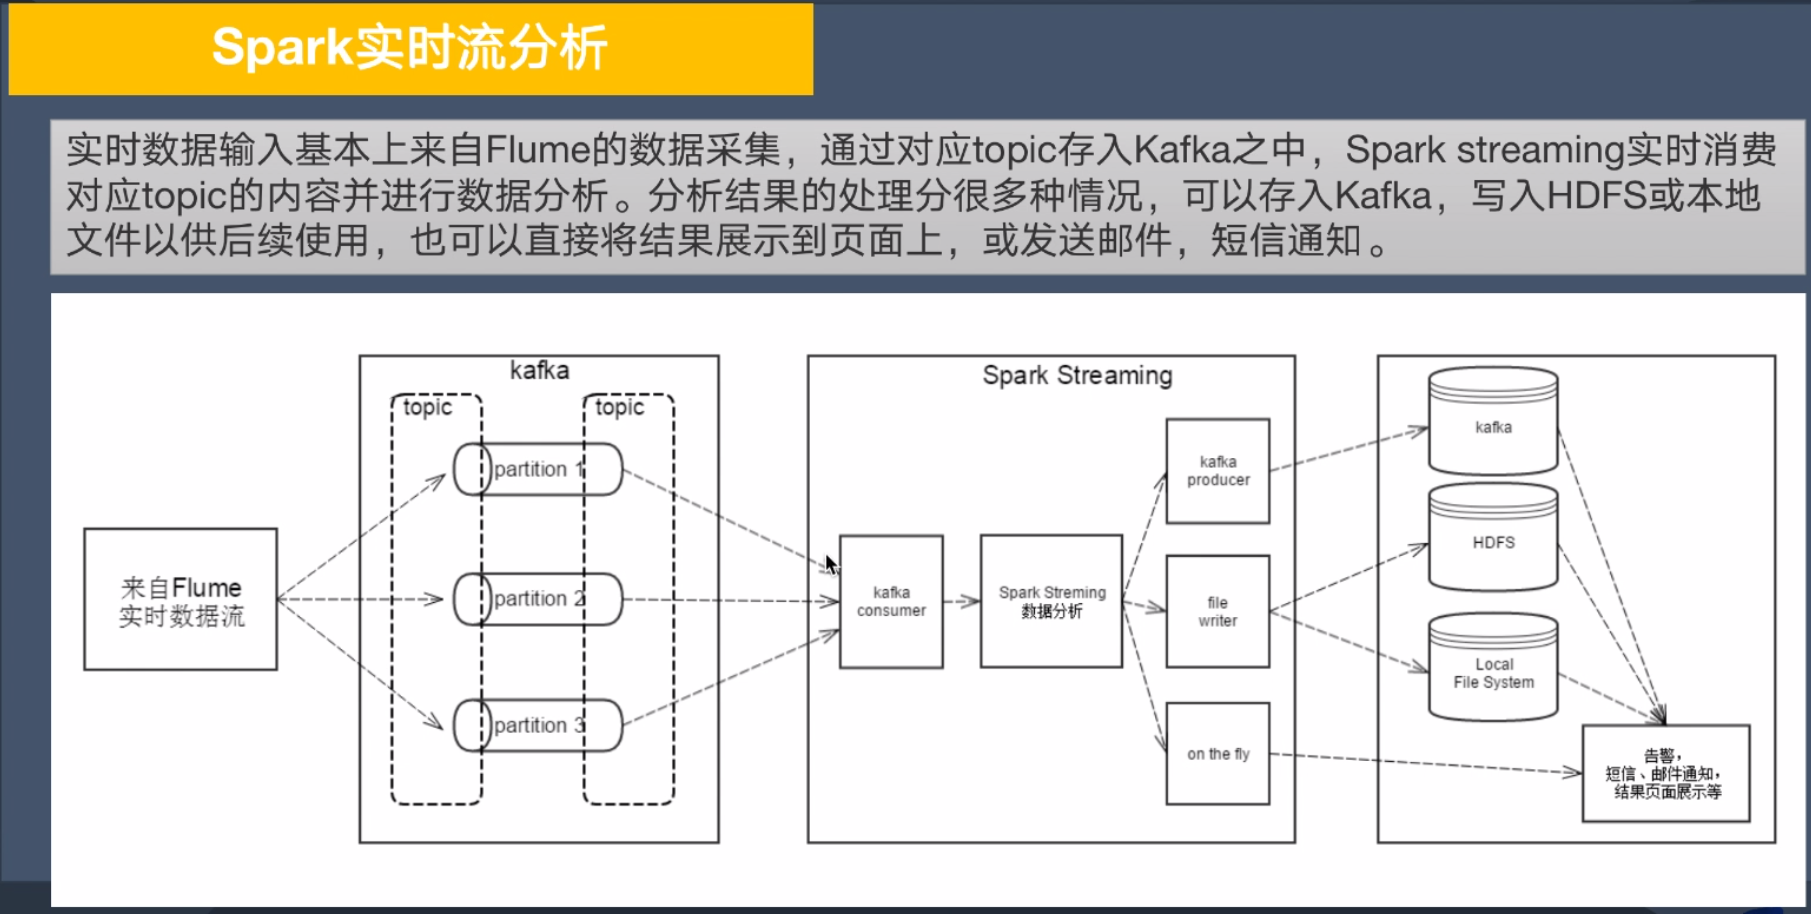 Spark实时流分析
实时数据输入基本上来自Flume的数据采集，通过对应topic存入Kafka之中，Spark streaming实时消费
对应topic的内容并进行数据分析。分析结果的处理分很多种情况，可以存入Kafka，写入HDFS或本地
文件以供后续使用，也可以直接将结果展示到页面上，或发送邮件，短信通知。
来自Flume
实时数据流
kafka
topic
topic
partition 1
partition 2
partition 3
Spark Streaming
kafka
consumer
Spark Streming
数据分析
kafka
producer
file
writer
on the fly
kafka
HDFS
Local
File System
告警，
短信、邮件通知，
结果页面展示等